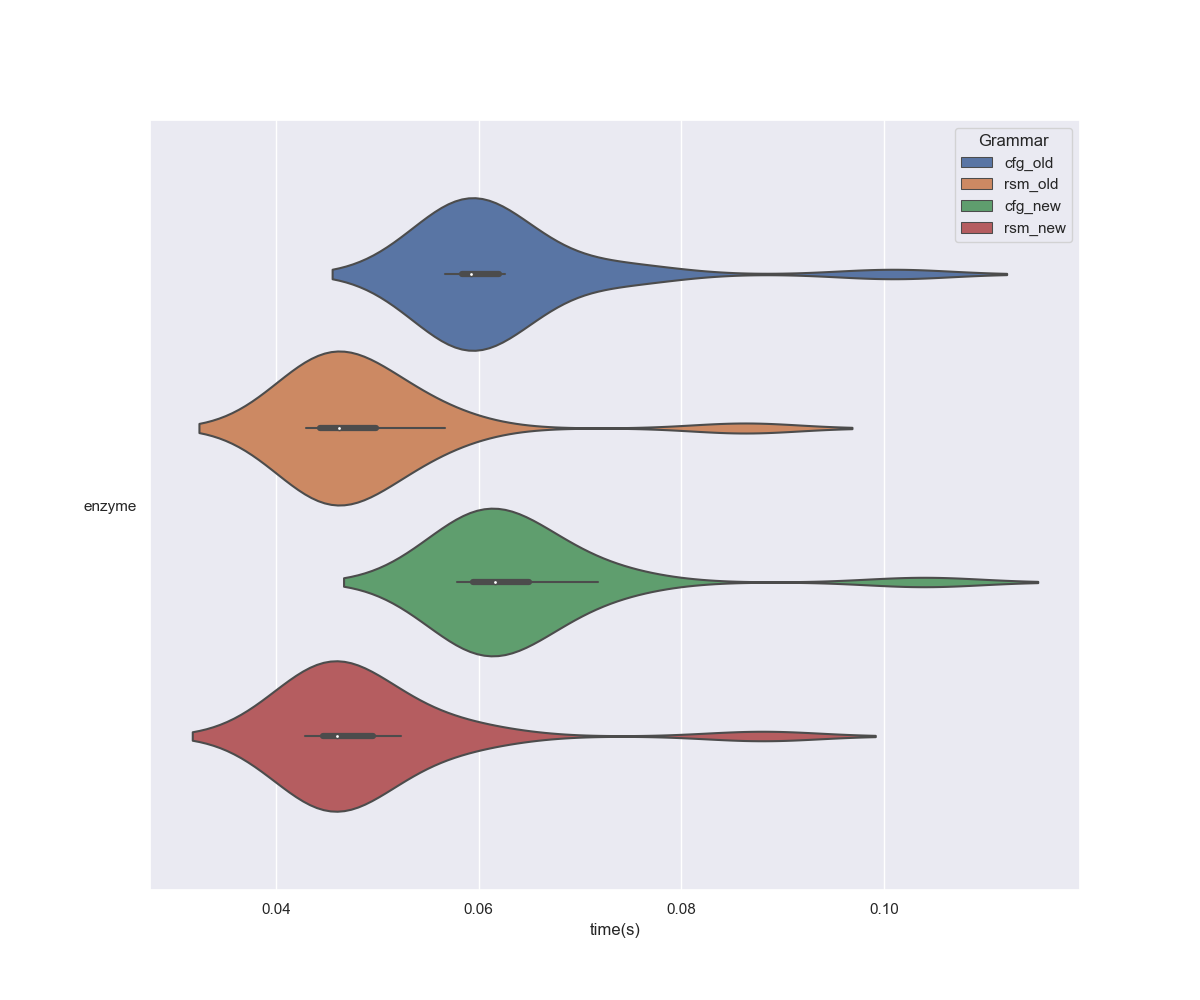 Grammar
cfg_old
rsm_old
cfg_new
rsm_new
enzyme
0.04 0.06 0.08 0.10
time(s)